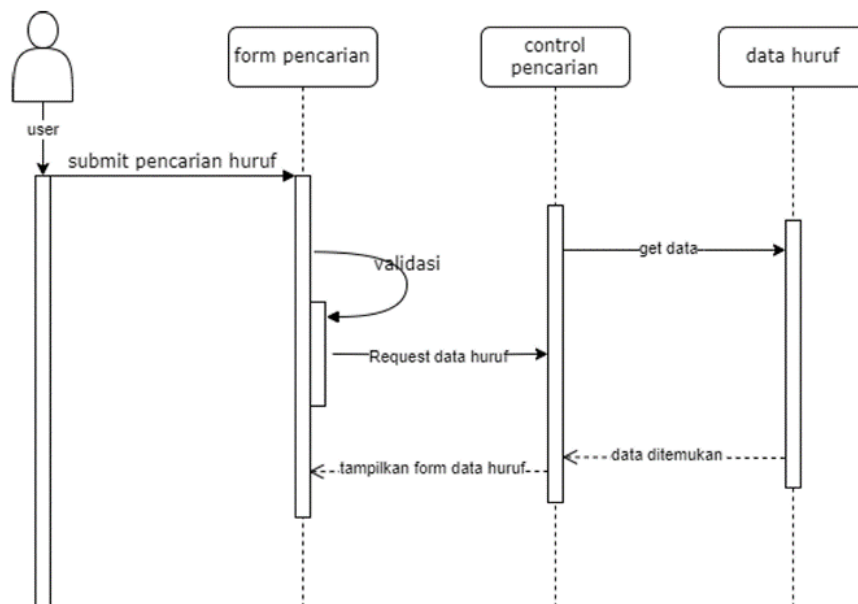 form pencarian
control
pencarian
data huruf
user
submit pencarian huruf
validasi
get data
Request data huruf
data ditemukan
tampilkan form data huruf